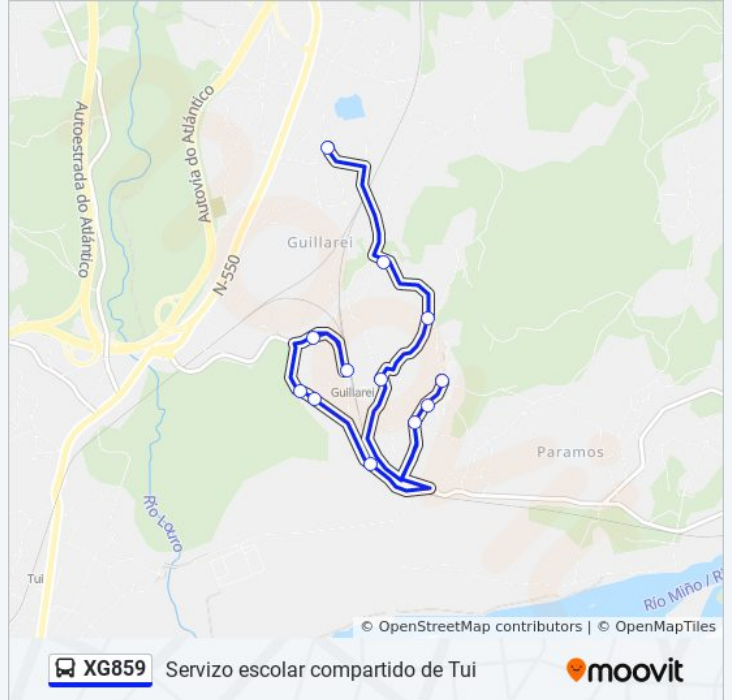 Autoestrada do Atlántico
Autovía do Atlántico
N-550
Guillarei
Guillarei
Paramos
Río Louro
Tui
Río Miño / R
© OpenStreetMap contributors | © OpenMapTiles
XG859
Servizo escolar compartido de Tui
moovit